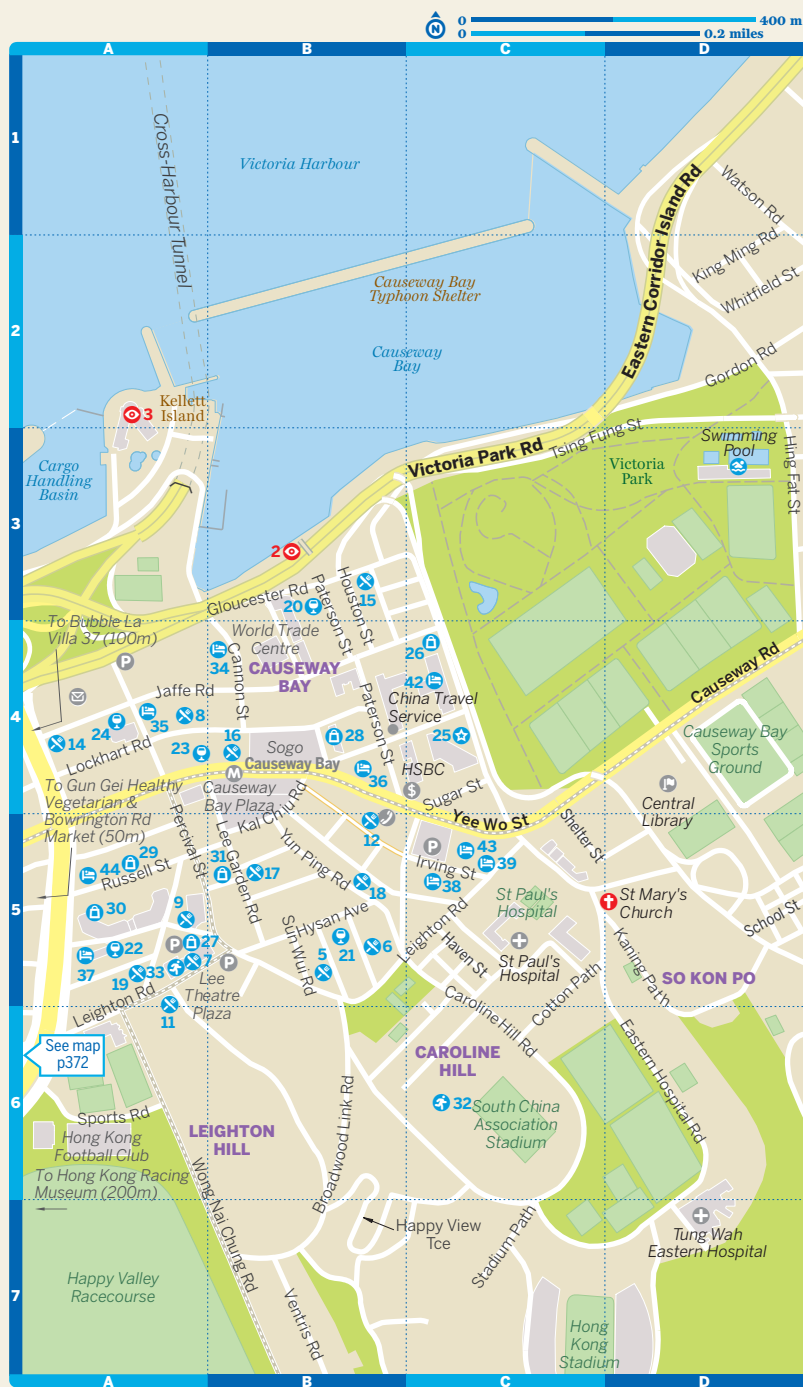 0 400 m
0 0.2 miles
N
A B C D
1
2
3
4
5
6
7
Cross-Harbour Tunnel
Victoria Harbour
Watson Rd
King Ming Rd
Whitfield St
Eastern Corridor Island Rd
Causeway Bay
Typhoon Shelter
Causeway
Bay
Gordon Rd
3
Kellett
Island
Cargo
Handling
Basin
Victoria Park Rd
Tsing Fung St
Victoria
Park
Swimming
Pool
Hing Fat St
2
Gloucester Rd
20
Paterson St
Houston St
15
To Bubble La
Villa 37 (100m)
P
World Trade
Centre
34
Cannon St
CAUSEWAY
BAY
26
42
China Travel
Service
Causeway Rd
Jaffe Rd
35
8
24
14
Lockhart Rd
23
16
Sogo
28
Paterson St
25
Causeway Bay
Sports
Ground
M
Causeway Bay
36
HSBC
$
Sugar St
Causeway
Bay Plaza
To Gun Gei Healthy
Vegetarian &
Bowrington Rd
Market (50m)
Central
Library
Kai Chiu Rd
Yee Wo St
12
Percival St
Lee Garden Rd
Yun Ping Rd
P
43
39
Shelter St
Irving St
38
29
44
Russell St
31
17
18
30
9
St Paul's
Hospital
St Mary's
Church
School St
Hysan Ave
Leighton Rd
22
P
27
P
21
6
5
Sun Wui Rd
Haven St
St Paul's
Hospital
Kaning Path
SO KON PO
37
19
33
7
Lee
Theatre
Plaza
Leighton Rd
11
Caroline Hill Rd
Cotton Path
See map
p372
CAROLINE
HILL
Eastern Hospital Rd
32
South China
Association
Stadium
Sports Rd
Hong Kong
Football Club
LEIGHTON
HILL
Broadwood Link Rd
To Hong Kong Racing
Museum (200m)
Wong Nai Chung Rd
Happy View
Tce
Stadium Path
Tung Wah
Eastern Hospital
Happy Valley
Racecourse
Ventris Rd
Hong
Kong
Stadium
A B C D